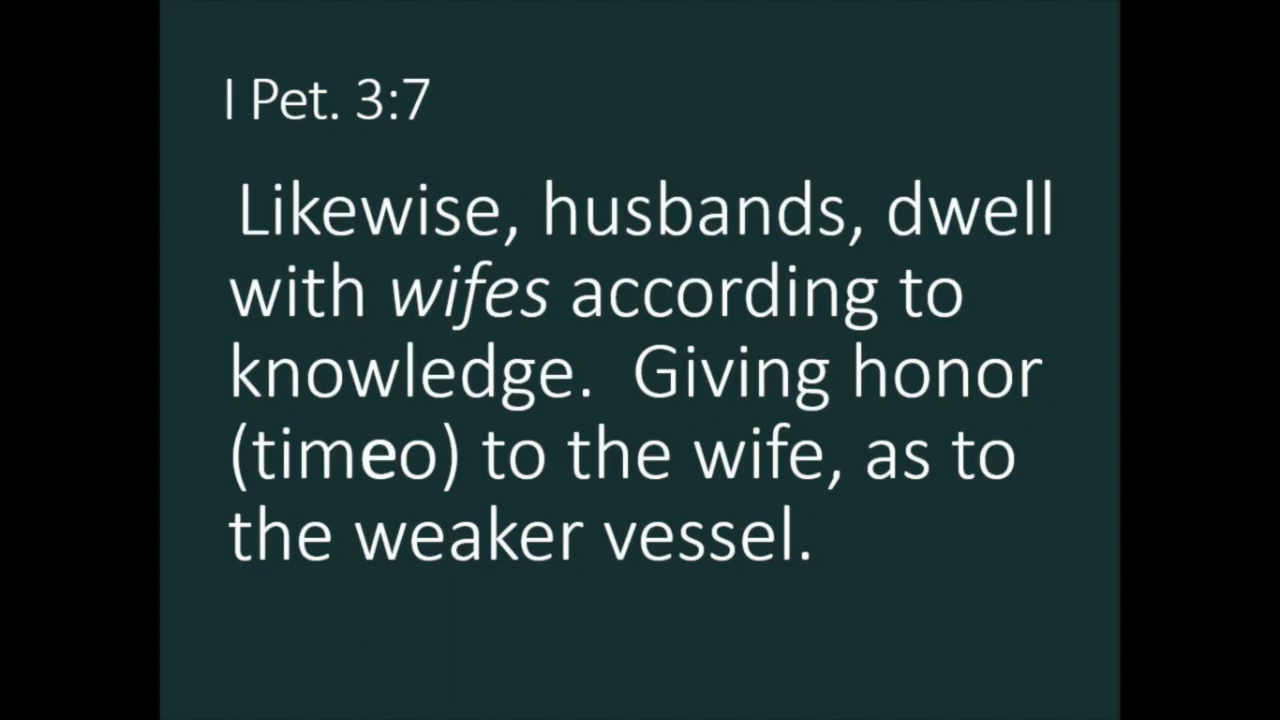 I Pet. 3:7
Likewise, husbands, dwell
with wifes according to
knowledge.  Giving honor
(timeo) to the wife, as to
the weaker vessel.